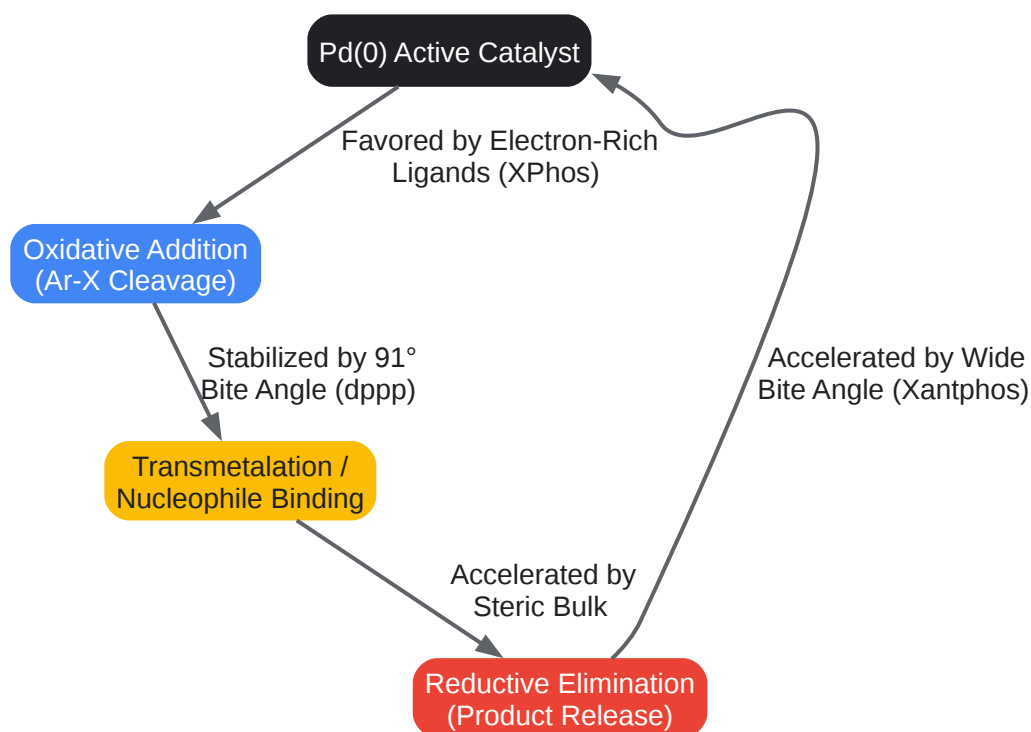 Pd(0) Active Catalyst
Favored by Electron-Rich
Ligands (XPhos)
Oxidative Addition
(Ar-X Cleavage)
Stabilized by 91°
Bite Angle (dppp)
Accelerated by Wide
Bite Angle (Xantphos)
Transmetalation /
Nucleophile Binding
Accelerated by
Steric Bulk
Reductive Elimination
(Product Release)